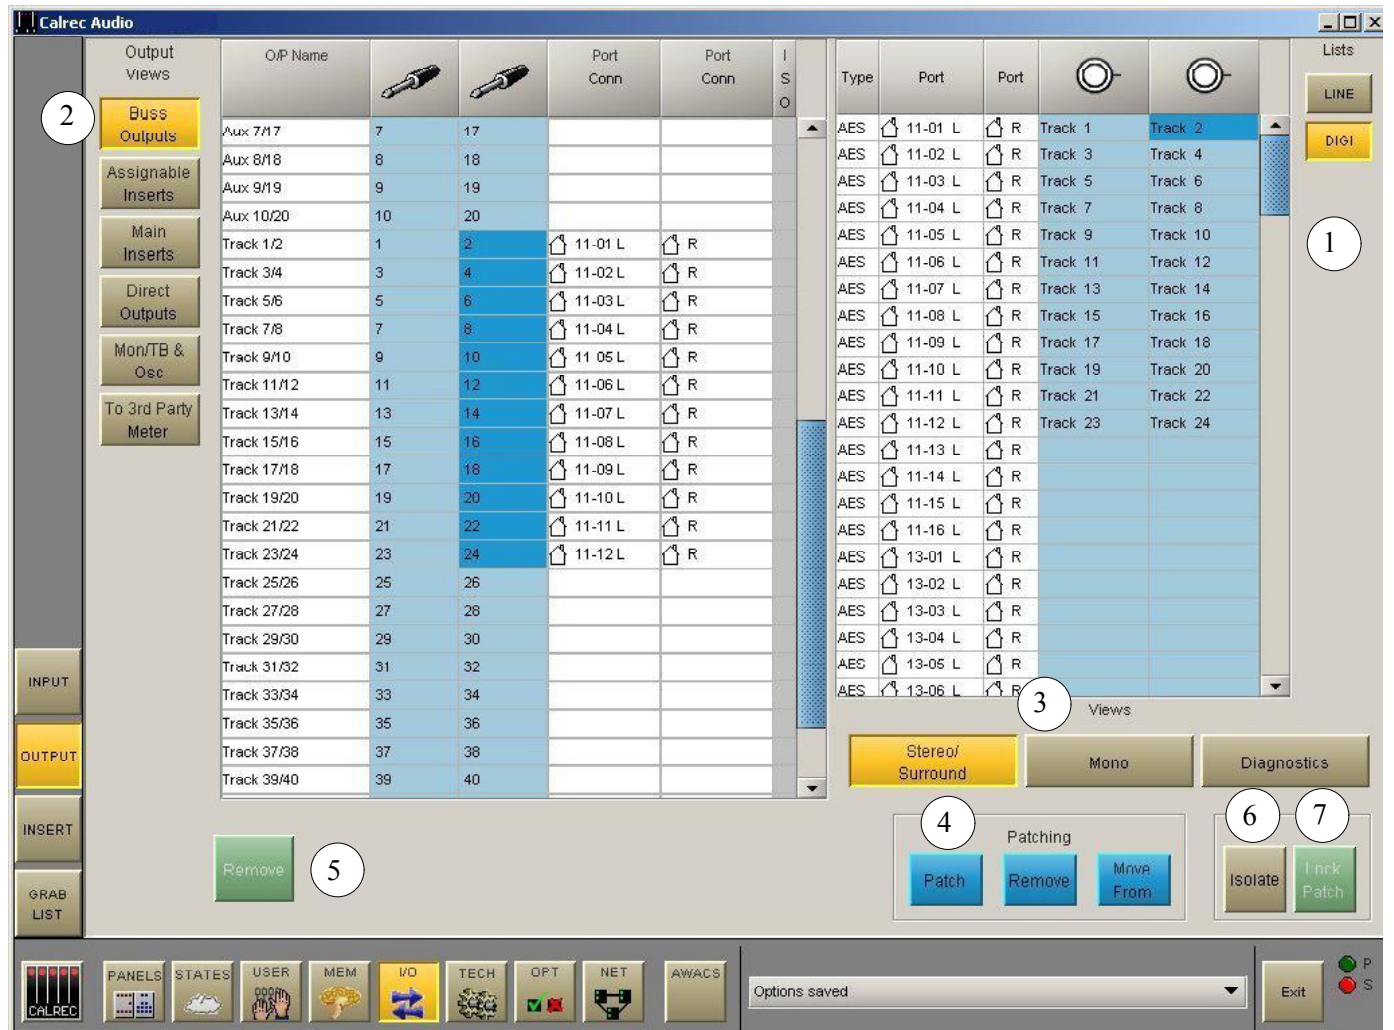 Calrec Audio
Output
Views
2
Buss
Outputs
Assignable
Inserts
Main
Inserts
Direct
Outputs
Mon/TB &
Osc
To 3rd Party
Meter
INPUT
OUTPUT
INSERT
GRAB
LIST
O/P Name Port Conn Port Conn I S O
Aux 7/17 7 17
Aux 8/18 8 18
Aux 9/19 9 19
Aux 10/20 10 20
Track 1/2 1 2 11-01 L R
Track 3/4 3 4 11-02 L R
Track 5/6 5 6 11-03 L R
Track 7/8 7 8 11-04 L R
Track 9/10 9 10 11 05 L R
Track 11/12 11 12 11-06 L R
Track 13/14 13 14 11-07 L R
Track 15/16 15 16 11-08 L R
Track 17/18 17 18 11-09 L R
Track 19/20 19 20 11-10 L R
Track 21/22 21 22 11-11 L R
Track 23/24 23 24 11-12 L R
Track 25/26 25 26
Track 27/28 27 28
Track 29/30 29 30
Track 31/32 31 32
Track 33/34 33 34
Track 35/36 35 36
Track 37/38 37 38
Track 39/40 39 40
Remove
5
Type Port Port
AES 11-01 L R Track 1 Track 2
AES 11-02 L R Track 3 Track 4
AES 11-03 L R Track 5 Track 6
AES 11-04 L R Track 7 Track 8
AES 11-05 L R Track 9 Track 10
AES 11-06 L R Track 11 Track 12
AES 11-07 L R Track 13 Track 14
AES 11-08 L R Track 15 Track 16
AES 11-09 L R Track 17 Track 18
AES 11-10 L R Track 19 Track 20
AES 11-11 L R Track 21 Track 22
AES 11-12 L R Track 23 Track 24
AES 11-13 L R
AES 11-14 L R
AES 11-15 L R
AES 11-16 L R
AES 13-01 L R
AES 13-02 L R
AES 13-03 L R
AES 13-04 L R
AES 13-05 L R
AES 13-06 L R
Lists
LINE
DIGI
1
3
Views
Stereo/
Surround
Mono
Diagnostics
4
Patching
Patch
Remove
Move
From
6
7
Isolate
Lock
Patch
CALREC
PANELS
STATES
USER
MEM
I/O
TECH
OPT
NET
AWACS
Options saved
Exit
P
S